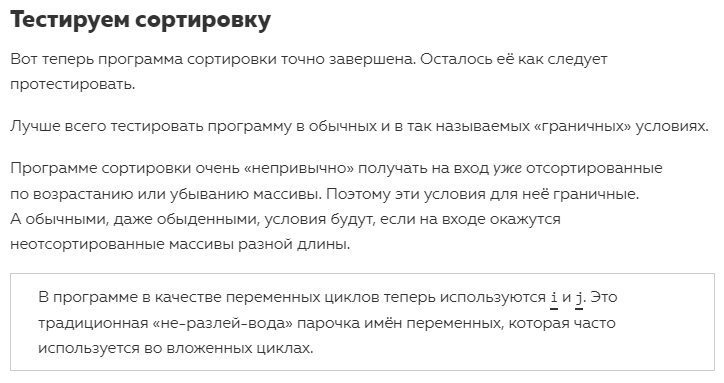 Тестируем сортировку
Вот теперь программа сортировки точно завершена. Осталось её как следует
протестировать.
Лучше всего тестировать программу в обычных и в так называемых «граничных» условиях.
Программе сортировки очень «непривычно» получать на вход уже отсортированные
по возрастанию или убыванию массивы. Поэтому эти условия для неё граничные.
А обычными, даже обыденными, условия будут, если на входе окажутся
неотсортированные массивы разной длины.
В программе в качестве переменных циклов теперь используются i и j. Это
традиционная «не-разлей-вода» парочка имён переменных, которая часто
используется во вложенных циклах.